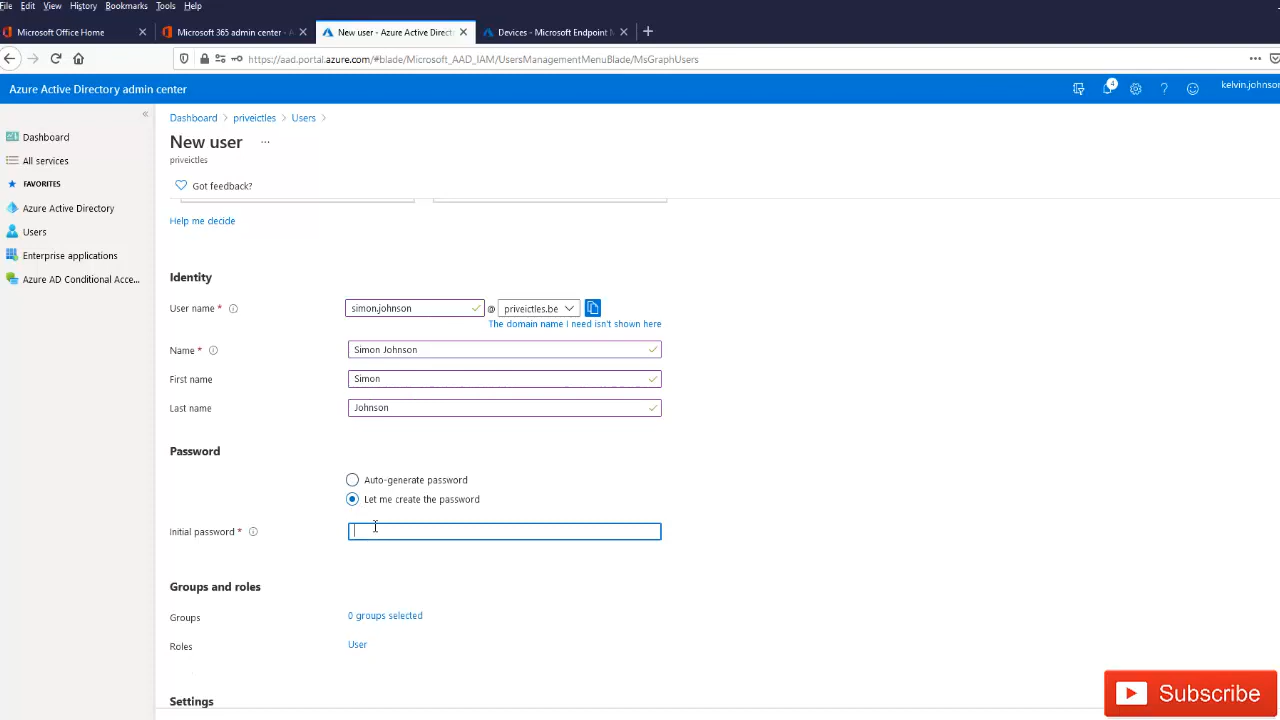 File Edit View History Bookmarks Tools Help
Microsoft Office Home
Microsoft 365 admin center - A
New user - Azure Active Direct
Devices - Microsoft Endpoint M
https://aad.portal.azure.com/#blade/Microsoft_AAD_IAM/UsersManagementMenuBlade/MsGraphUsers
Azure Active Directory admin center
4
kelvin.johnson
Dashboard
All services
FAVORITES
Azure Active Directory
Users
Enterprise applications
Azure AD Conditional Acce...
Dashboard > priveictles > Users >
New user ...
priveictles
Got feedback?
Help me decide
Identity
User name * simon.johnson @ priveictles.be
The domain name I need isn't shown here
Name * Simon Johnson
First name Simon
Last name Johnson
Password
Auto-generate password
Let me create the password
Initial password *
Groups and roles
Groups 0 groups selected
Roles User
Settings
Subscribe